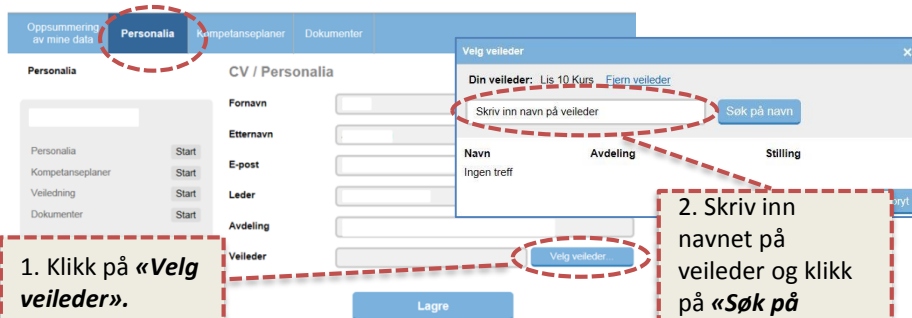 Oppsummering
av mine data
Personalia
Kompetanseplaner
Dokumenter
Personalia
Personalia Start
Kompetanseplaner Start
Veiledning Start
Dokumenter Start
CV / Personalia
Fornavn
Etternavn
E-post
Leder
Avdeling
Veileder
Velg veileder...
Lagre
Velg veileder ×
Din veileder: Lis 10 Kurs Fjern veileder
Skriv inn navn på veileder
Søk på navn
Navn Avdeling Stilling
Ingen treff
1. Klikk på «Velg
veileder».
2. Skriv inn
navnet på
veileder og klikk
på «Søk på